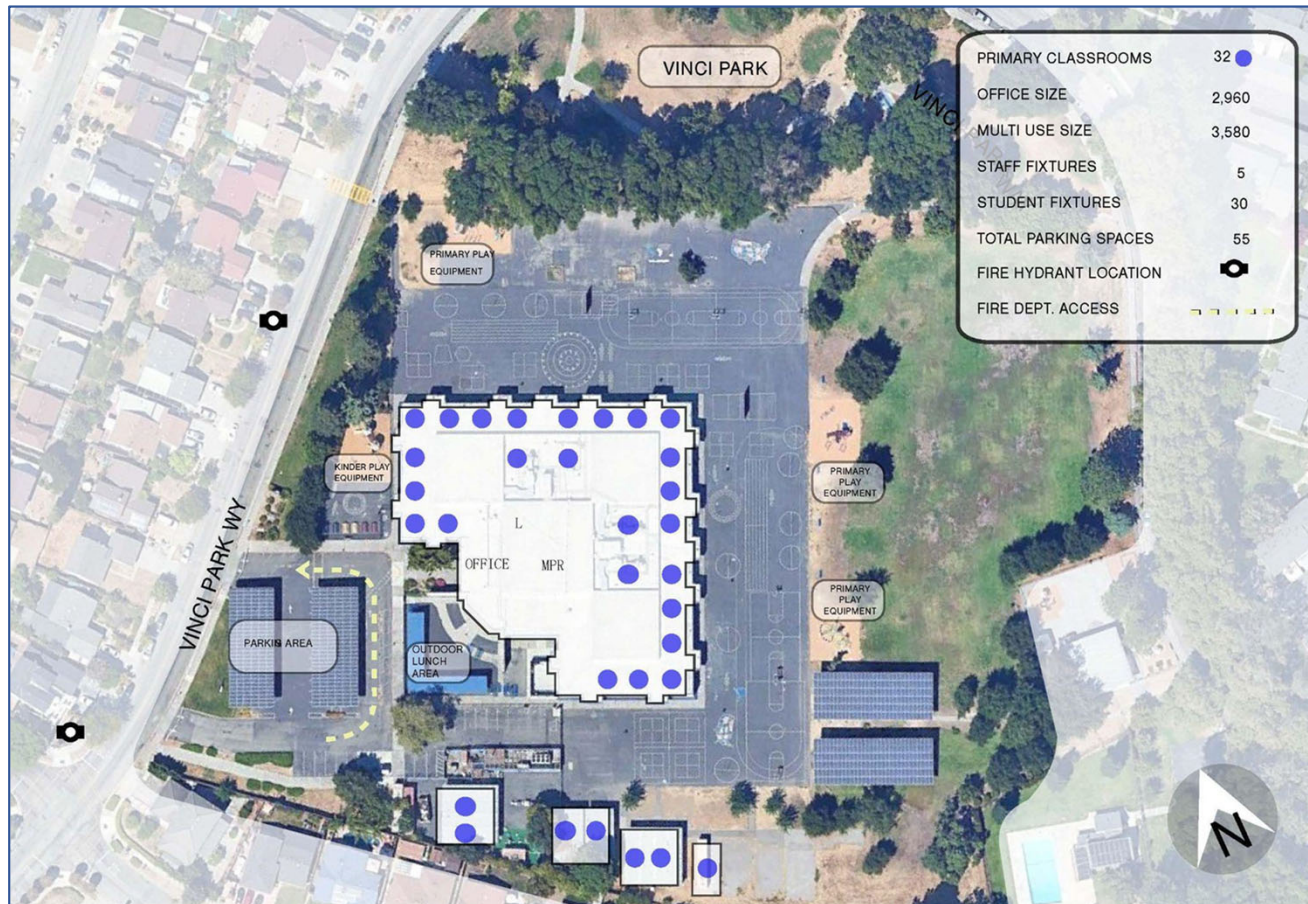 VINCI PARK
PRIMARY CLASSROOMS 32
OFFICE SIZE 2,960
MULTI USE SIZE 3,580
STAFF FIXTURES 5
STUDENT FIXTURES 30
TOTAL PARKING SPACES 55
FIRE HYDRANT LOCATION
FIRE DEPT. ACCESS
PRIMARY PLAY
EQUIPMENT
KINDER PLAY
EQUIPMENT
PRIMARY
PLAY
EQUIPMENT
L
OFFICE MPR
PRIMARY
PLAY
EQUIPMENT
VINCI PARK WY
PARKIN AREA
OUTDOOR
LUNCH
AREA
N